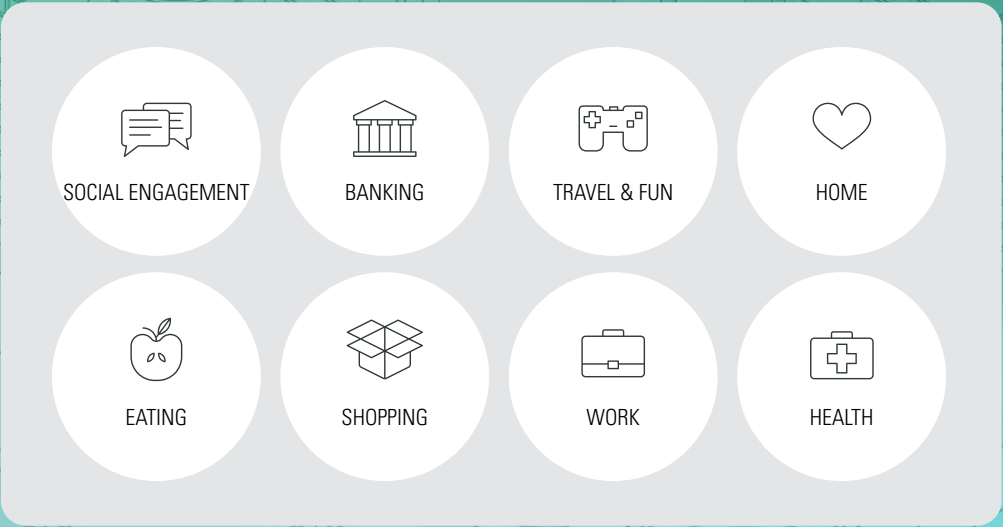 SOCIAL ENGAGEMENT
BANKING
TRAVEL & FUN
HOME
EATING
SHOPPING
WORK
HEALTH